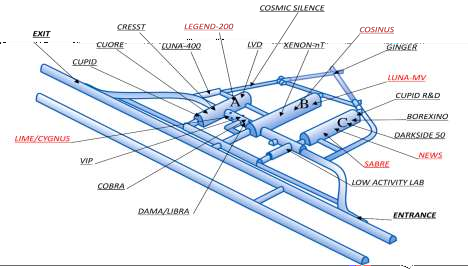 COSMIC SILENCE
CRESST
LEGEND-200
COSINUS
EXIT
CUORE
LUNA-400
LVD
XENON-nT
GINGER
CUPID
LUNA-MV
A
B
CUPID R&D
BOREXINO
C
DARKSIDE 50
LIME/CYGNUS
VIP
NEWS
SABRE
COBRA
LOW ACTIVITY LAB
DAMA/LIBRA
ENTRANCE